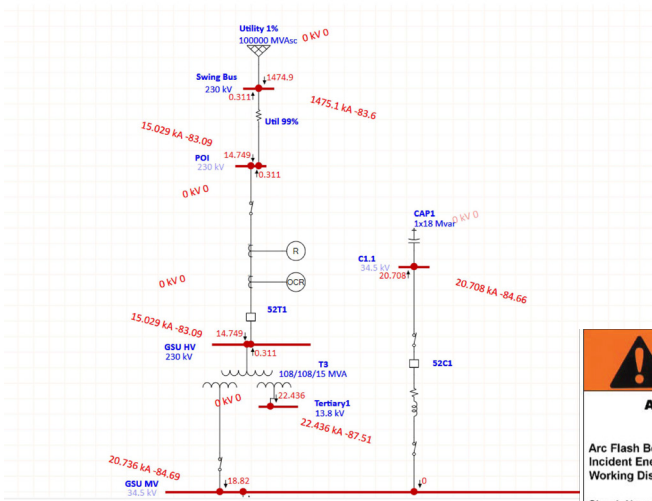 Utility 1%
100000 MVAsc
0 kV 0
Swing Bus
230 kV
1474.9
0.311
1475.1 kA -83.6
Util 99%
15.029 kA -83.09
POI
230 kV
14.749
0.311
0 kV 0
R
0 kV 0
OCR
52T1
15.029 kA -83.09
GSU HV
230 kV
14.749
0.311
T3
108/108/15 MVA
0 kV 0
22.436
Tertiary1
13.8 kV
22.436 kA -87.51
20.736 kA -84.69
GSU MV
34.5 kV
18.82
CAP1
1x18 Mvar
0 kV 0
C1.1
34.5 kV
20.708
20.708 kA -84.66
52C1
0
A
Arc Flash B
Incident Ene
Working Dis